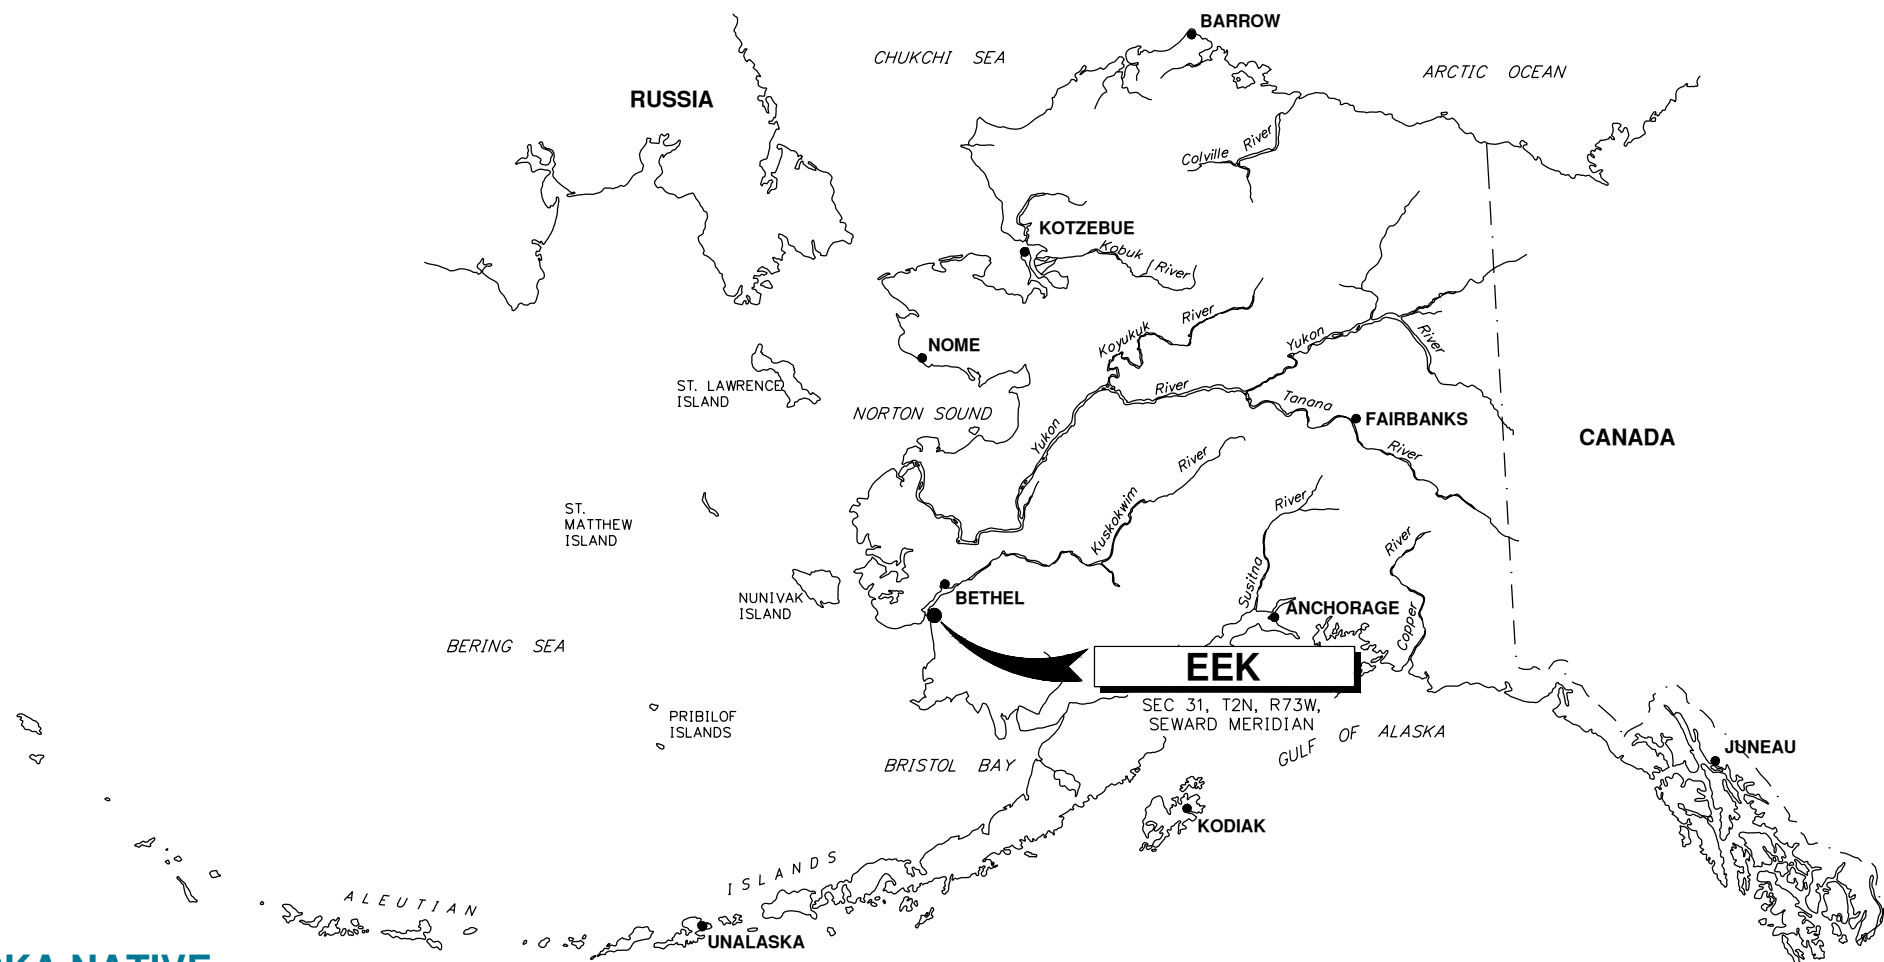 BARROW
CHUKCHI SEA
ARCTIC OCEAN
RUSSIA
Colville River
KOTZEBUE
Kobuk River
Koyukuk River
Yukon River
NOME
ST. LAWRENCE
ISLAND
NORTON SOUND
Yukon River
Tanana River
FAIRBANKS
CANADA
Kuskokwim River
ST.
MATTHEW
ISLAND
Susitna River
Copper River
NUNIVAK
ISLAND
BETHEL
ANCHORAGE
BERING SEA
EEK
SEC 31, T2N, R73W,
SEWARD MERIDIAN
PRIBILOF
ISLANDS
GULF OF ALASKA
BRISTOL BAY
JUNEAU
KODIAK
ALEUTIAN ISLANDS
UNALASKA
NATIVE